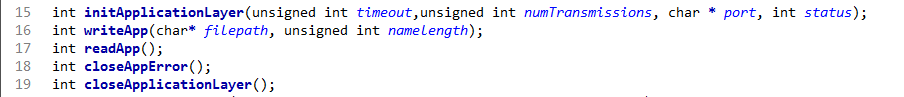 15 int initApplicationLayer(unsigned int timeout,unsigned int numTransmissions, char * port, int status);
16 int writeApp(char* filepath, unsigned int namelength);
17 int readApp();
18 int closeAppError();
19 int closeApplicationLayer();